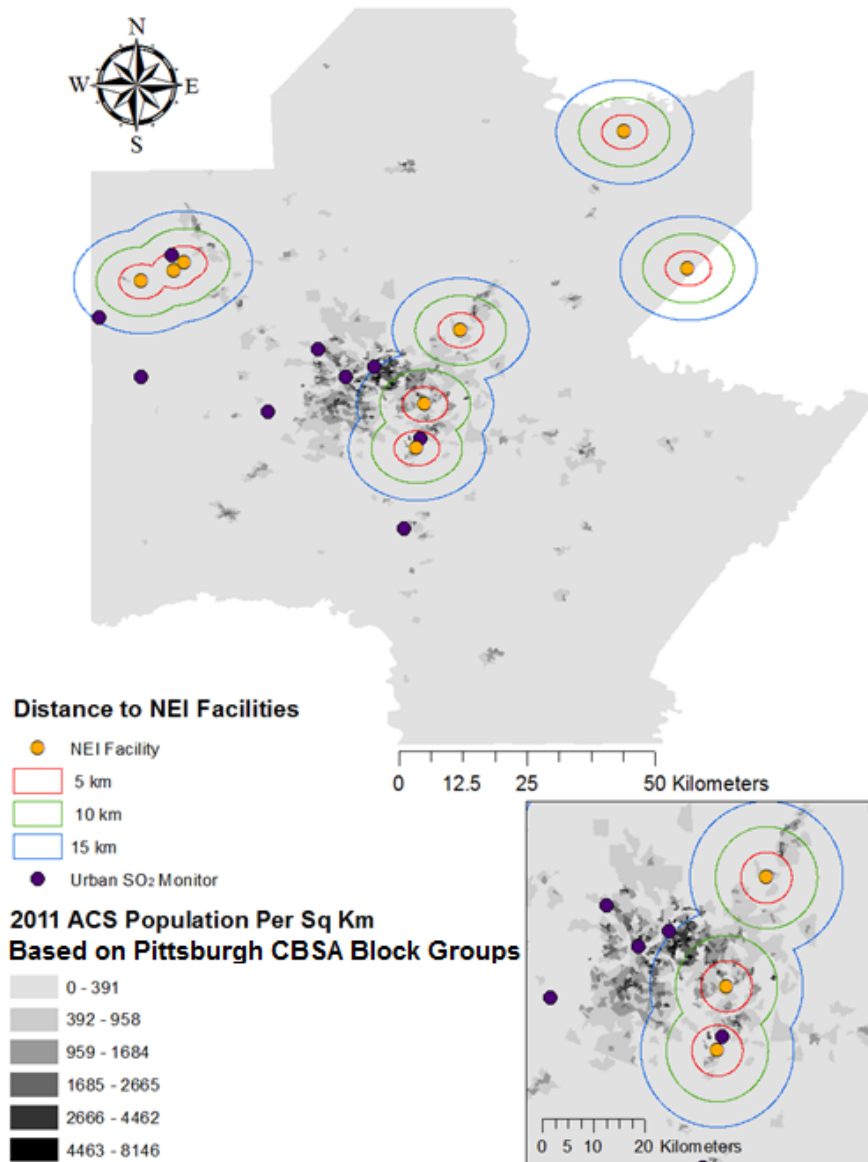 N
W E
S
Distance to NEI Facilities
NEI Facility
5 km
10 km
15 km
Urban SO₂ Monitor
0 12.5 25 50 Kilometers
2011 ACS Population Per Sq Km
Based on Pittsburgh CBSA Block Groups
0 - 391
392 - 958
959 - 1684
1685 - 2665
2666 - 4462
4463 - 8146
0 5 10 20 Kilometers